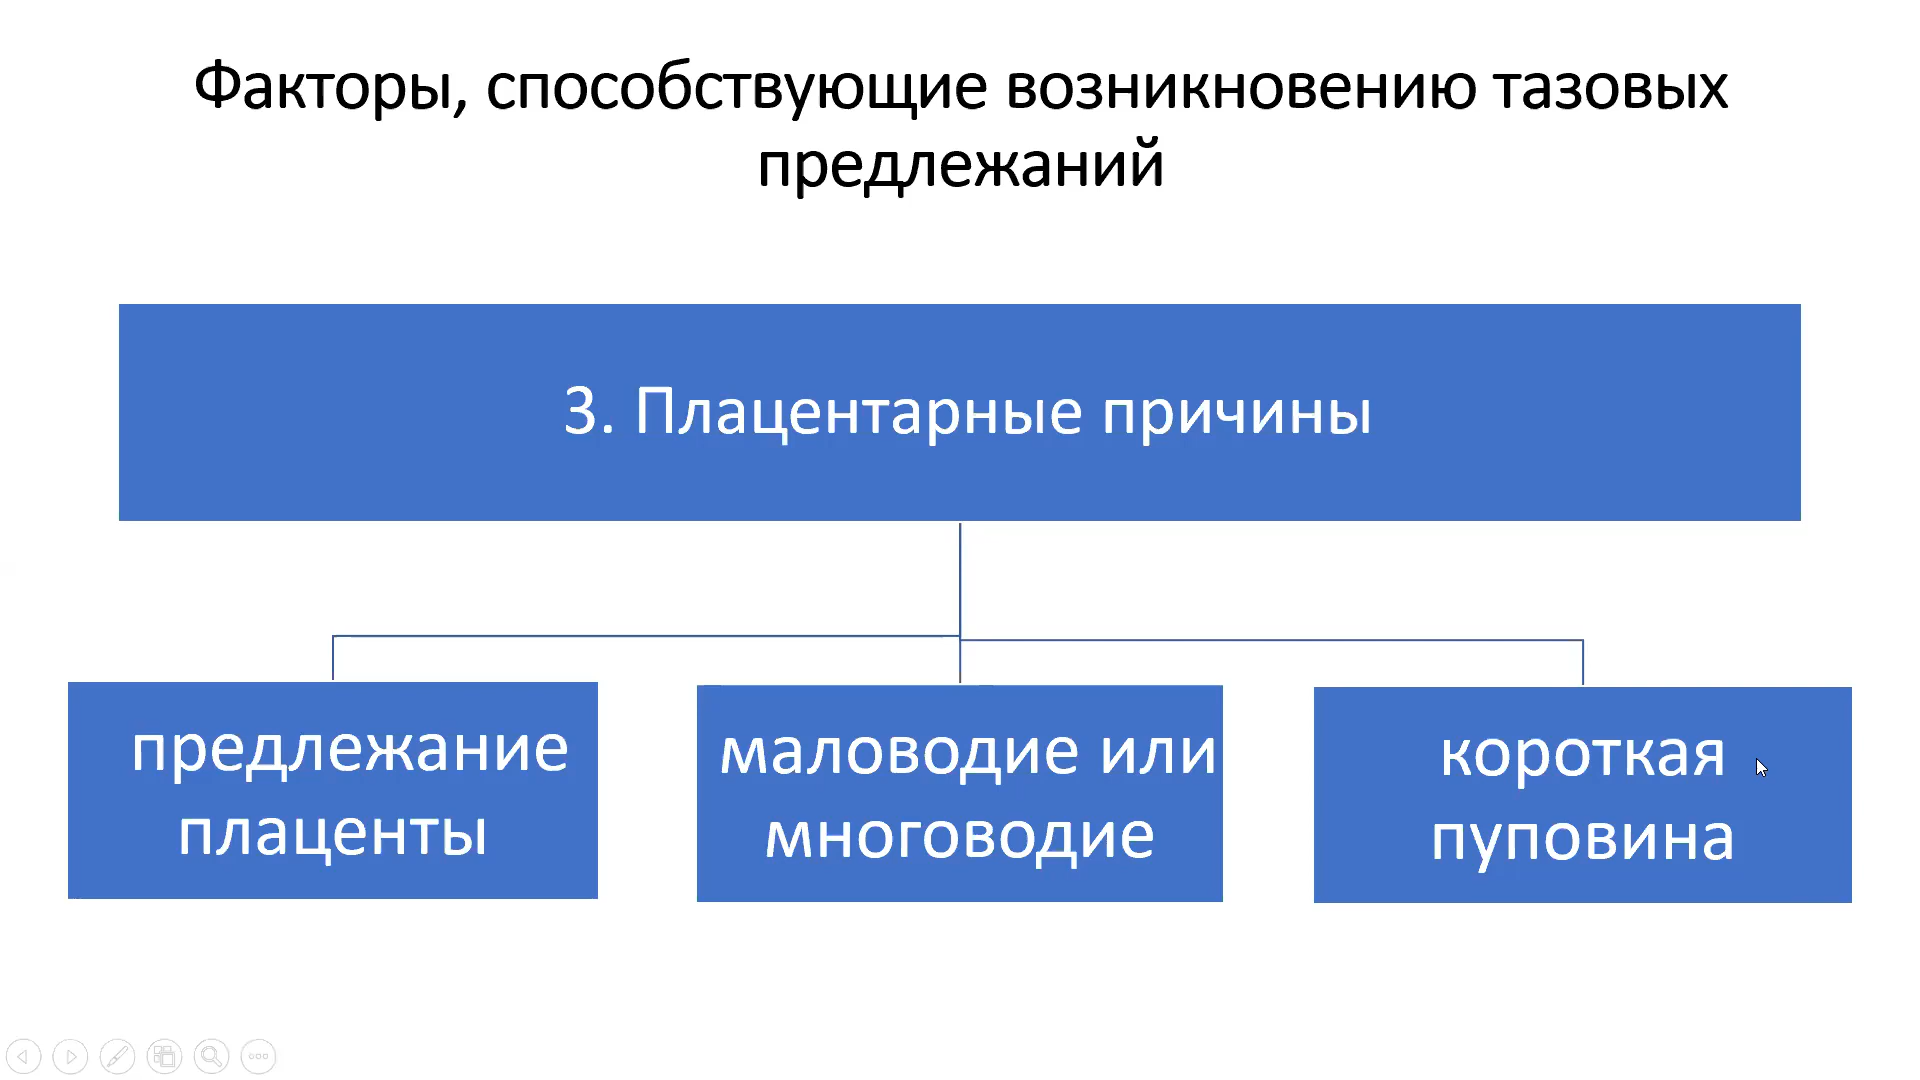 Факторы, способствующие возникновению тазовых
предлежаний
3. Плацентарные причины
предлежание
плаценты
маловодие или
многоводие
короткая
пуповина